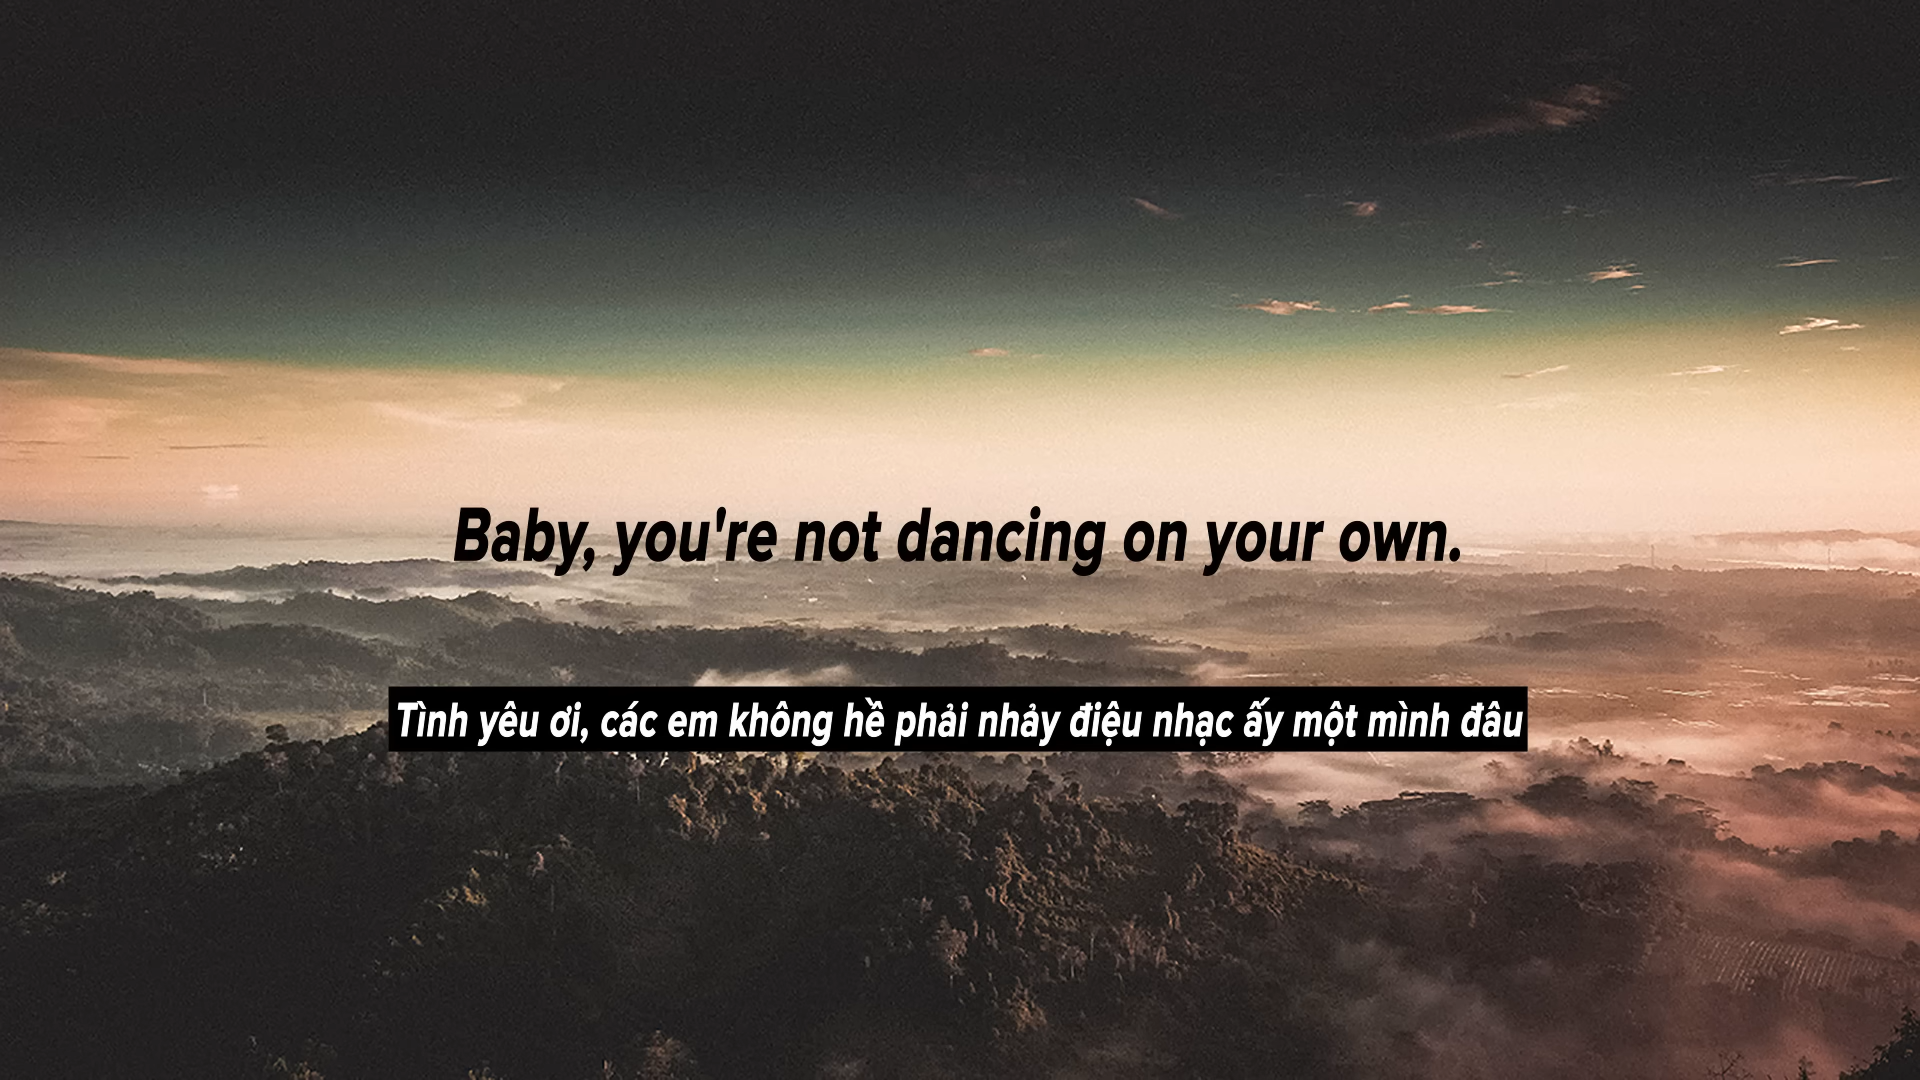 Baby, you're not dancing on your own.
Tình yêu ơi, các em không hề phải nhảy điệu nhạc ấy một mình đâu